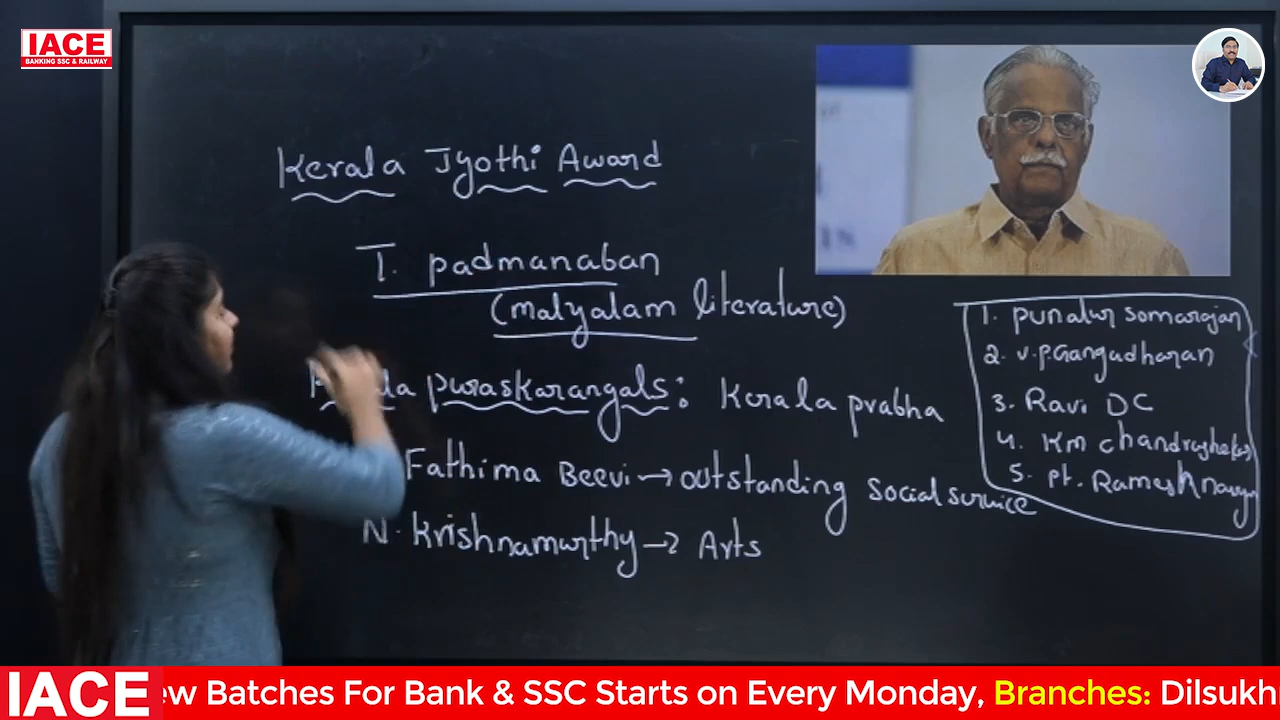 IACE
BANKING SSC & RAILWAY
Kerala Jyothi Award
T. padmanaban
(malyalam literature)
puraskarangals: Kerala prabha
Fathima Beevi → outstanding social service
N. Krishnamurthy → Arts
1. punalur somarajan
2. v.p Gangadharan
3. Ravi DC
4. KM chandrashekar
5. pt. Ramesh narayan
IACE ew Batches For Bank & SSC Starts on Every Monday, Branches: Dilsukh